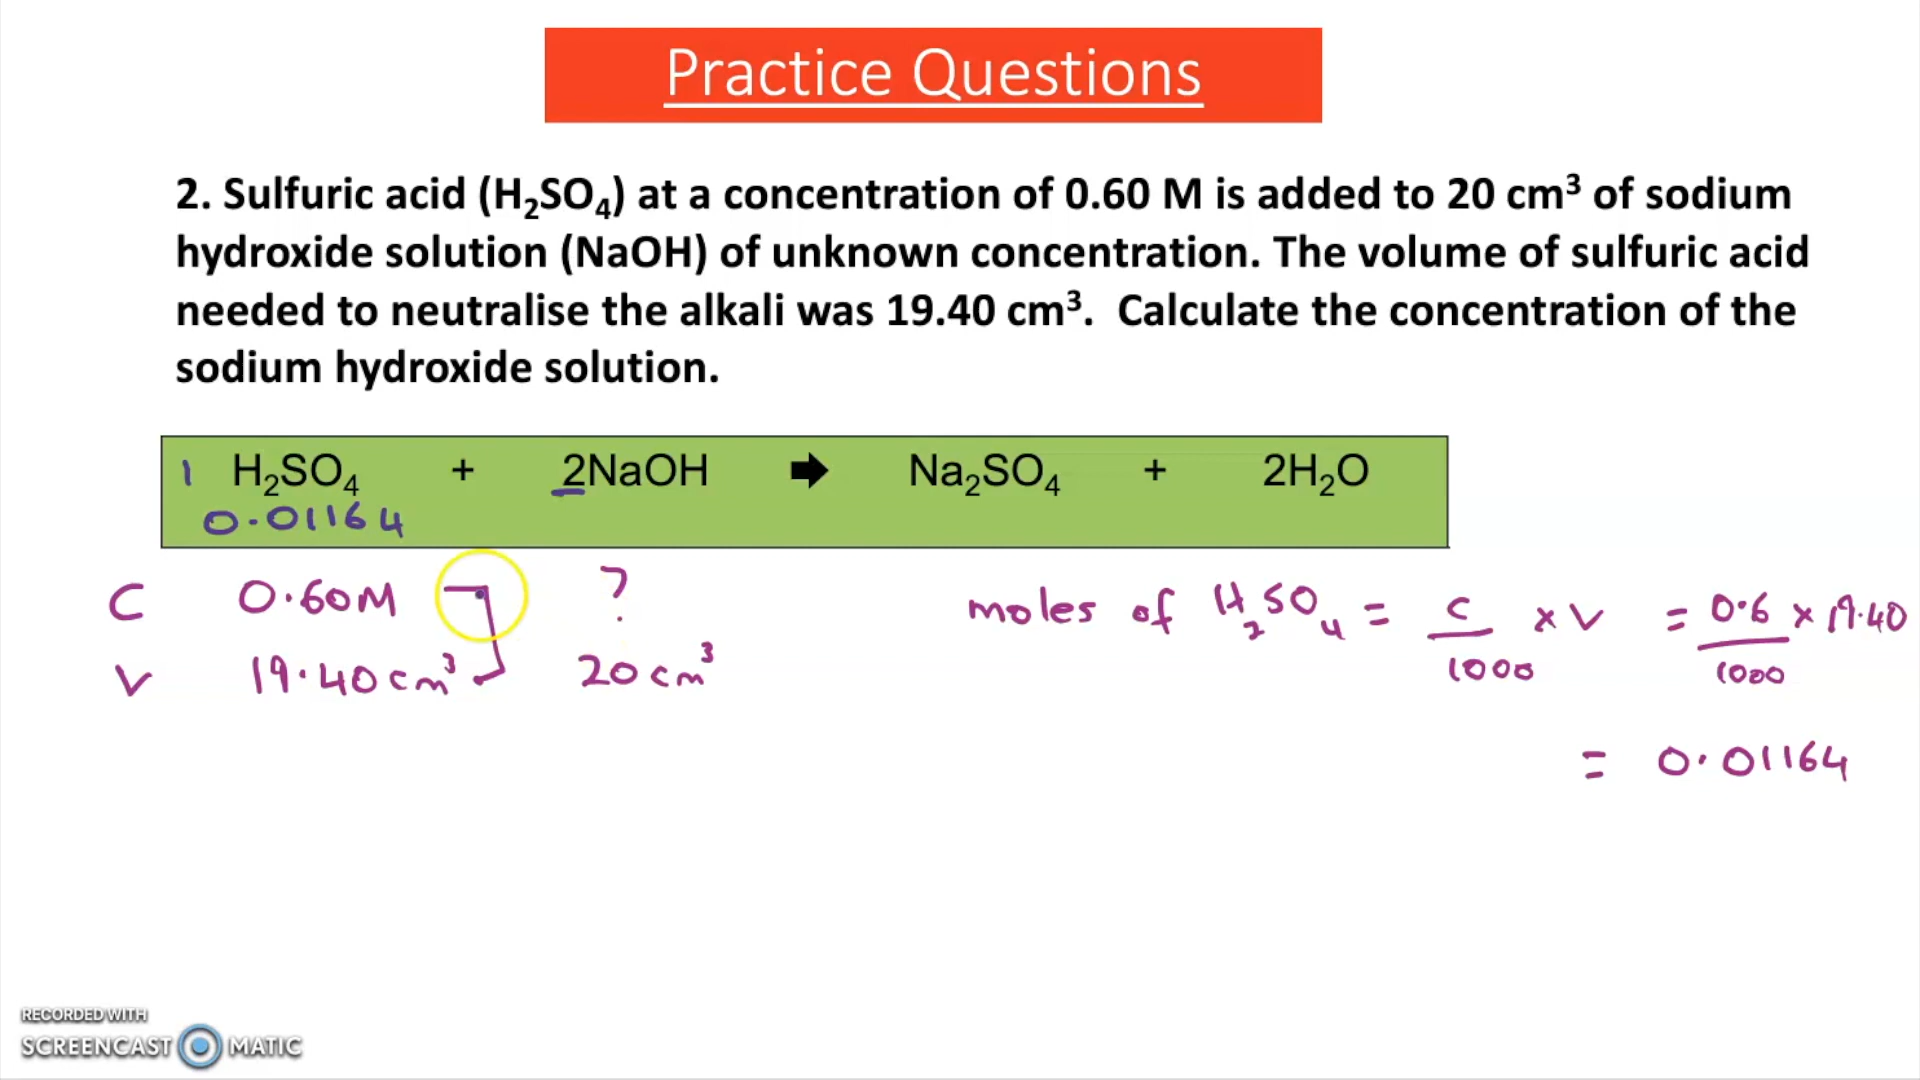 Practice Questions
2. Sulfuric acid (H₂SO₄) at a concentration of 0.60 M is added to 20 cm³ of sodium
hydroxide solution (NaOH) of unknown concentration. The volume of sulfuric acid
needed to neutralise the alkali was 19.40 cm³. Calculate the concentration of the
sodium hydroxide solution.
1 H₂SO₄ + 2NaOH ➡ Na₂SO₄ + 2H₂O
0.01164
C 0.60M ?
V 19.40cm³ 20cm³
moles of H₂SO₄ = C/1000 × V = 0.6/1000 × 19.40
= 0.01164
RECORDED WITH
SCREENCAST MATIC